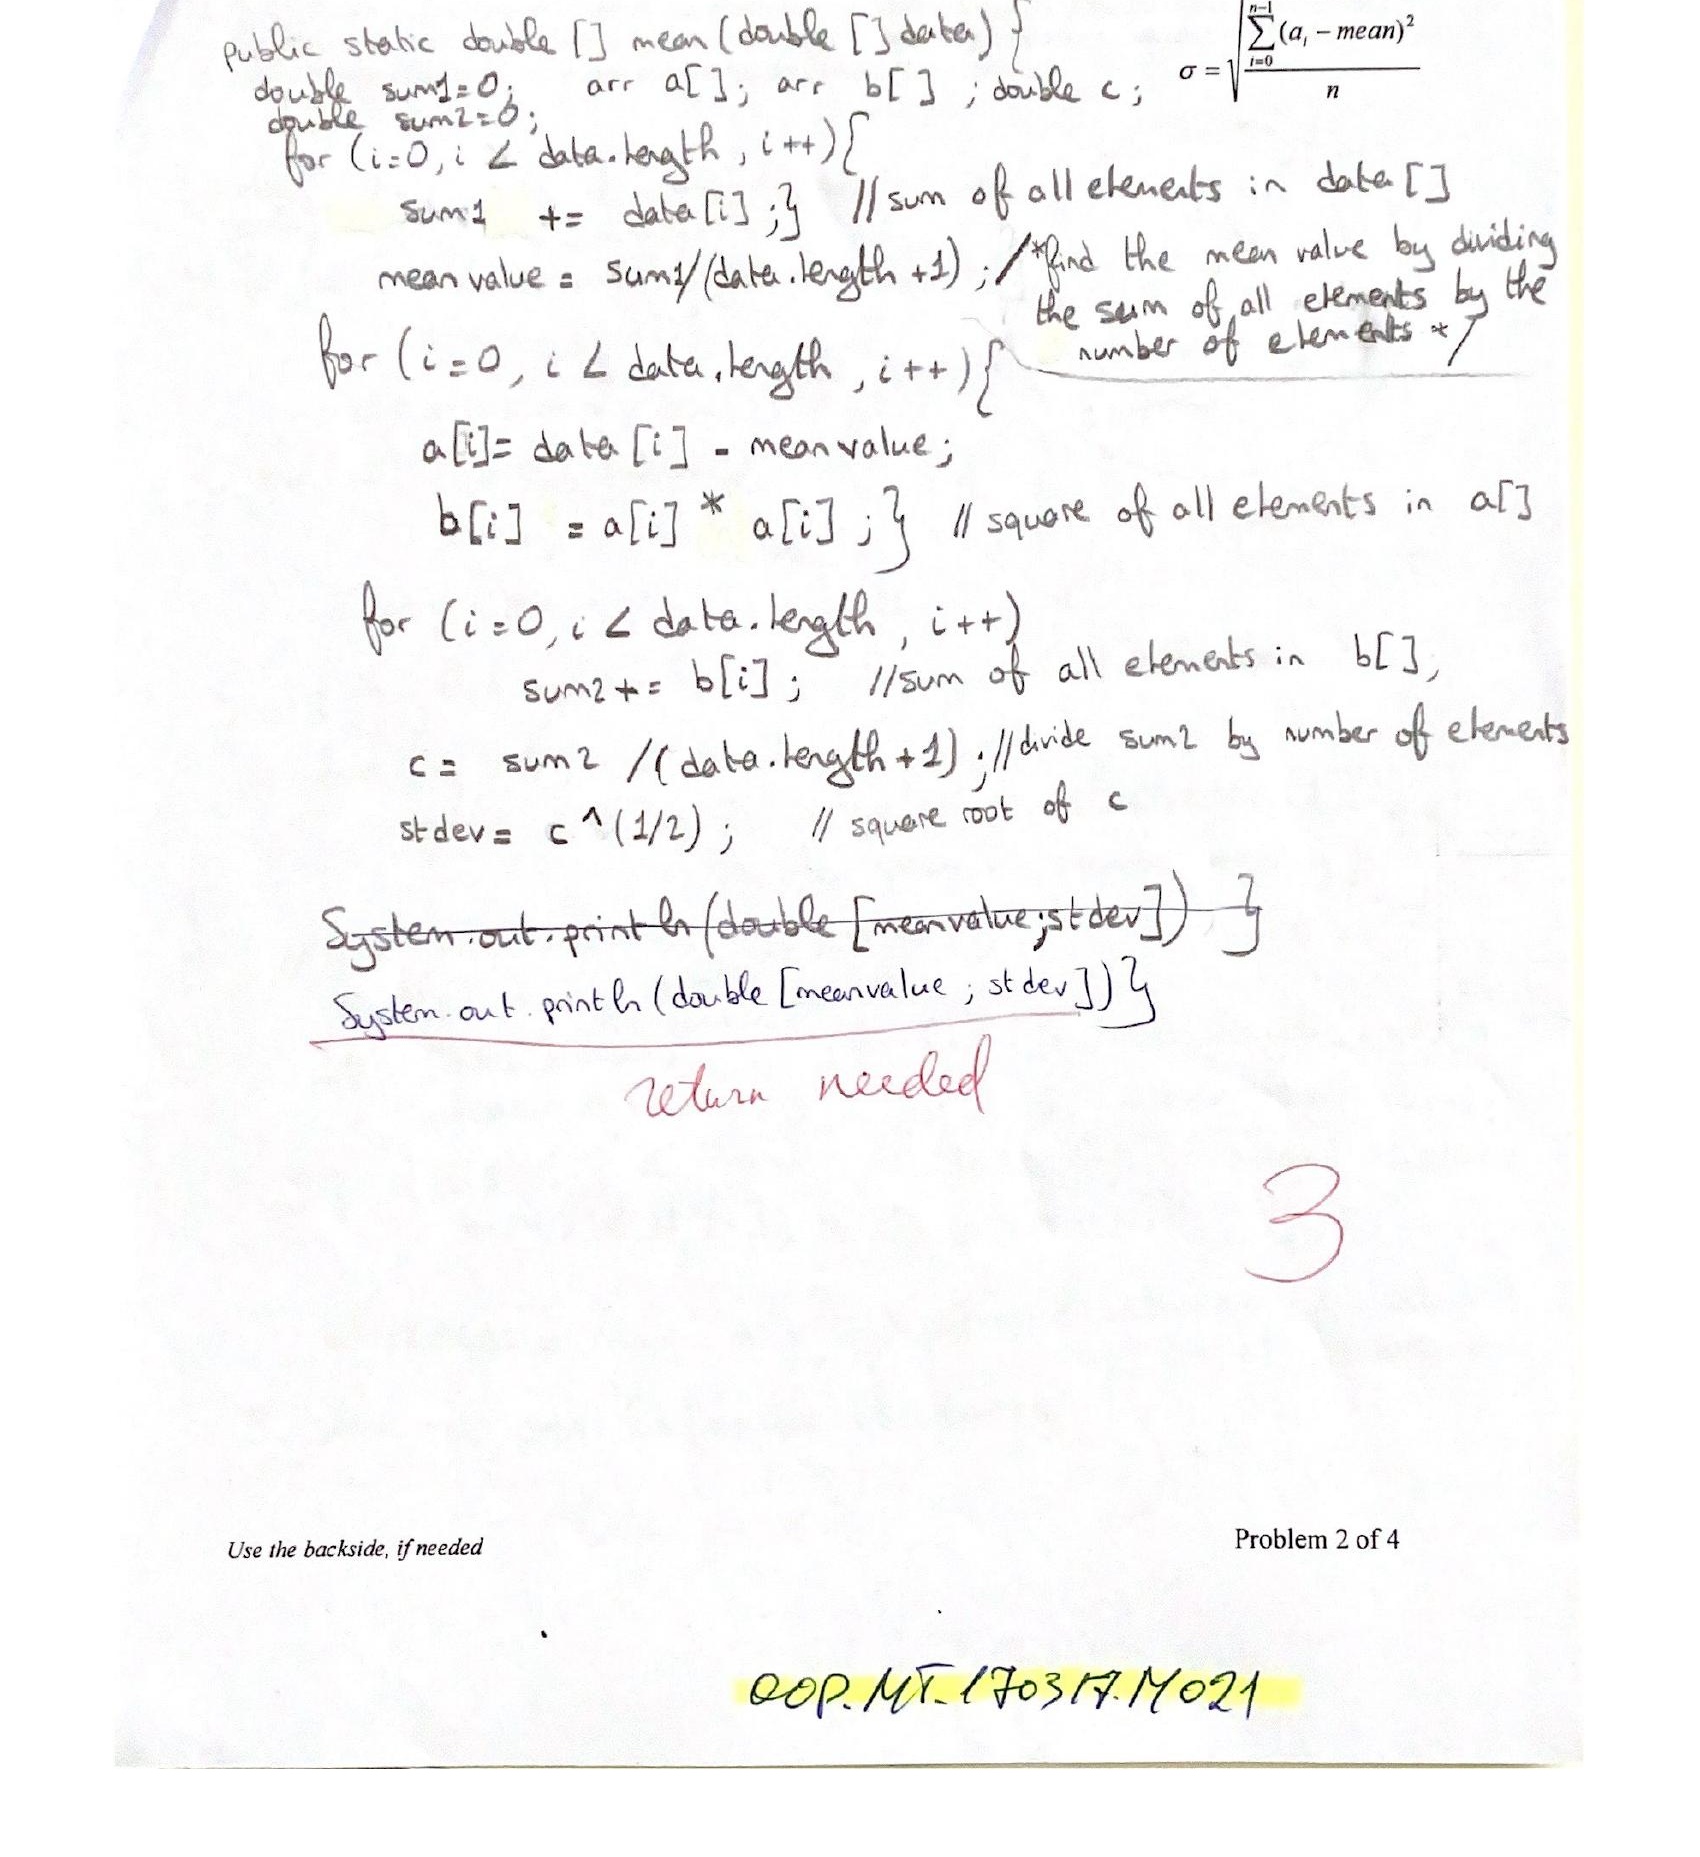 public static double [] mean (double [] data) {
σ = √ n-1 ∑ i=0 (a, - mean)² / n
double sum1=0; arr a[]; arr b[] ; double c ;
double sum2=0;
for (i=0, i < data.length , i++){
sum1 += data[i] ;} // sum of all elements in data []
mean value = sum1/(data.length +1) ; /*find the mean value by dividing
the sum of all elements by the
number of elements */
for (i=0, i < data.length , i++){
a[i]= data [i] - meanvalue;
b[i] = a[i] * a[i] ; } // square of all elements in a[]
for (i=0, i < data.length , i++)
sum2 += b[i] ; //sum of all elements in b[],
c = sum2 /(data.length+1) ; //divide sum2 by number of elements
stdev = c ^ (1/2) ; // square root of c
System.out.println (double [meanvalue;stdev]) }
System.out.println (double [meanvalue ; stdev]) }
return needed
3
Use the backside, if needed
Problem 2 of 4
OOP.MT.170317.M021